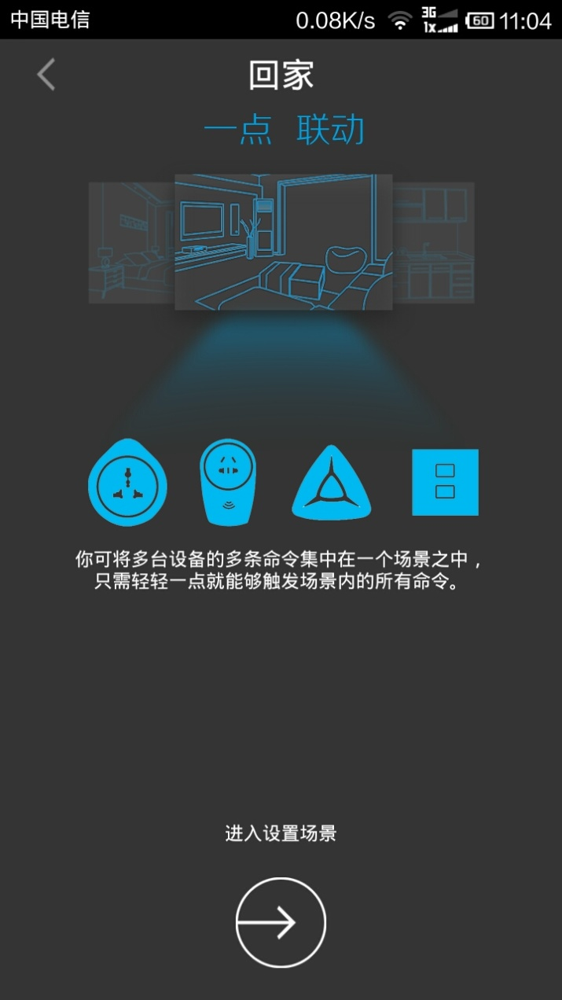 中国电信 0.08K/s 3G 1x 60 11:04
回家
一点 联动
你可将多台设备的多条命令集中在一个场景之中，
只需轻轻一点就能够触发场景内的所有命令。
进入设置场景